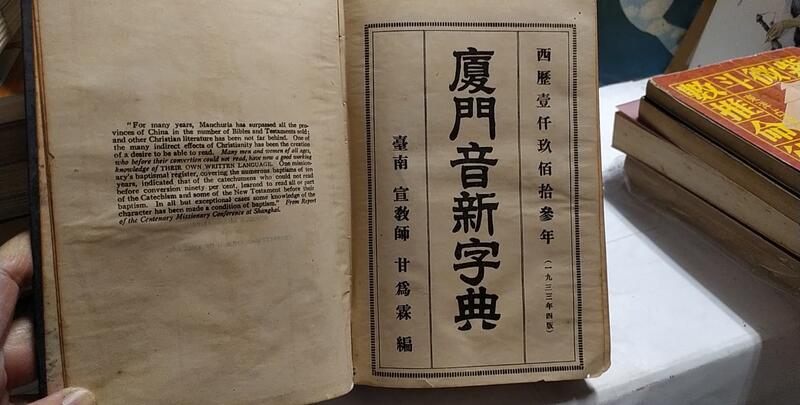 "For many years, Manchuria has surpassed all the pro-
vinces of China in the number of Bibles and Testaments sold;
and other Christian literature has been not far behind. One of
the many indirect effects of Christianity has been the creation
of a desire to be able to read. Many men and women of all ages,
who before their convertion could not read, have now a good working
knowledge of THEIR OWN WRITTEN LANGUAGE. One mission-
ary's baptismal register, covering the numerous baptisms of ten
years, indicated that of the catechumens who could not read
before conversion ninety per cent, learned to read all or part
of the Catechism and some of the New Testament before their
baptism. In all but exceptional cases some knowledge of the
character has been made a condition of baptism." From Report
of the Centenary Missionary Conference at Shanghai.
西歷壹仟玖佰拾參年
(一九三三年四版)
廈門音新字典
臺南 宣教師 甘爲霖 編
數斗
推命